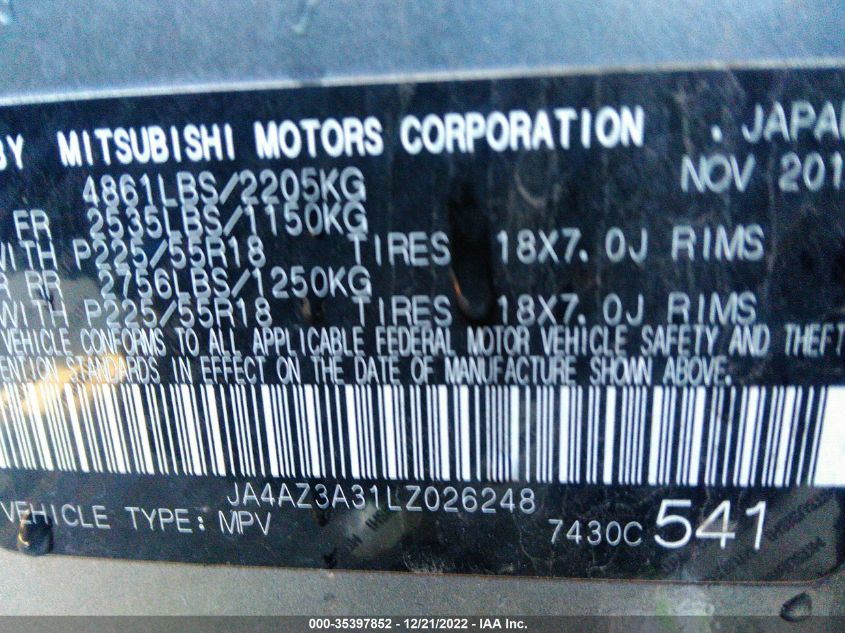 BY MITSUBISHI MOTORS CORPORATION . JAPAN
4861LBS/2205KG NOV 201
FR 2535LBS/1150KG
WITH P225/55R18 TIRES 18X7.0J RIMS
RR 2756LBS/1250KG
WITH P225/55R18 TIRES 18X7.0J RIMS
VEHICLE CONFORMS TO ALL APPLICABLE FEDERAL MOTOR VEHICLE SAFETY AND THEFT
ENTION STANDARDS IN EFFECT ON THE DATE OF MANUFACTURE SHOWN ABOVE.
JA4AZ3A31LZ026248
VEHICLE TYPE: MPV 7430C 541
000-35397852 - 12/21/2022 - IAA Inc.